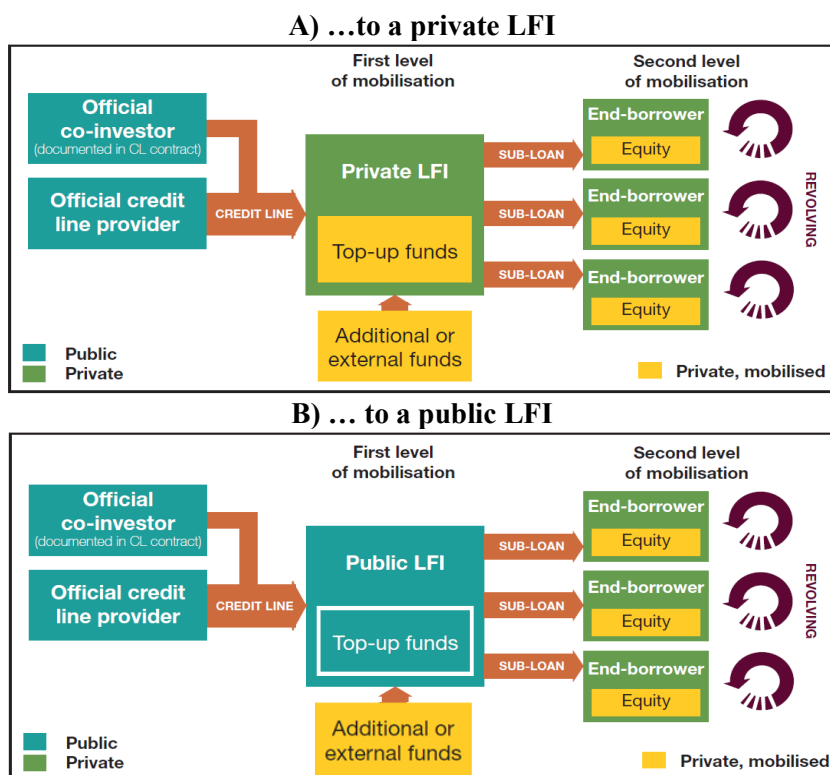 A) …to a private LFI
First level
of mobilisation
Second level
of mobilisation
Official
co-investor
(documented in CL contract)
Official credit
line provider
CREDIT LINE
Private LFI
Top-up funds
Additional or
external funds
SUB-LOAN
SUB-LOAN
SUB-LOAN
End-borrower
Equity
End-borrower
Equity
End-borrower
Equity
REVOLVING
Public
Private
Private, mobilised
B) … to a public LFI
First level
of mobilisation
Second level
of mobilisation
Official
co-investor
(documented in CL contract)
Official credit
line provider
CREDIT LINE
Public LFI
Top-up funds
Additional or
external funds
SUB-LOAN
SUB-LOAN
SUB-LOAN
End-borrower
Equity
End-borrower
Equity
End-borrower
Equity
REVOLVING
Public
Private
Private, mobilised